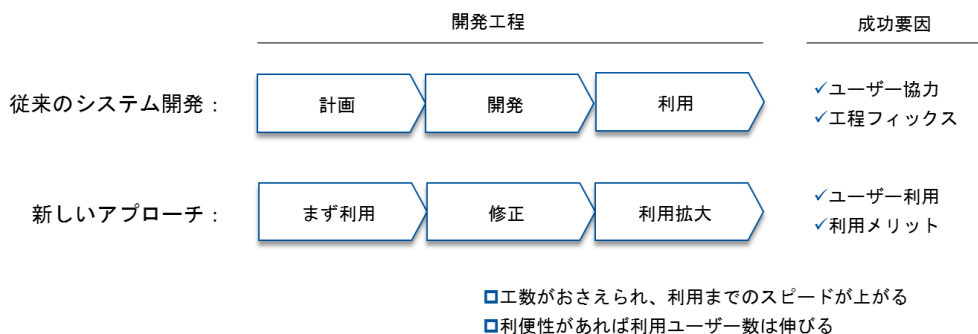 開発工程
成功要因
従来のシステム開発：
計画
開発
利用
✓ユーザー協力
✓工程フィックス
新しいアプローチ：
まず利用
修正
利用拡大
✓ユーザー利用
✓利用メリット
工数がおさえられ、利用までのスピードが上がる
利便性があれば利用ユーザー数は伸びる